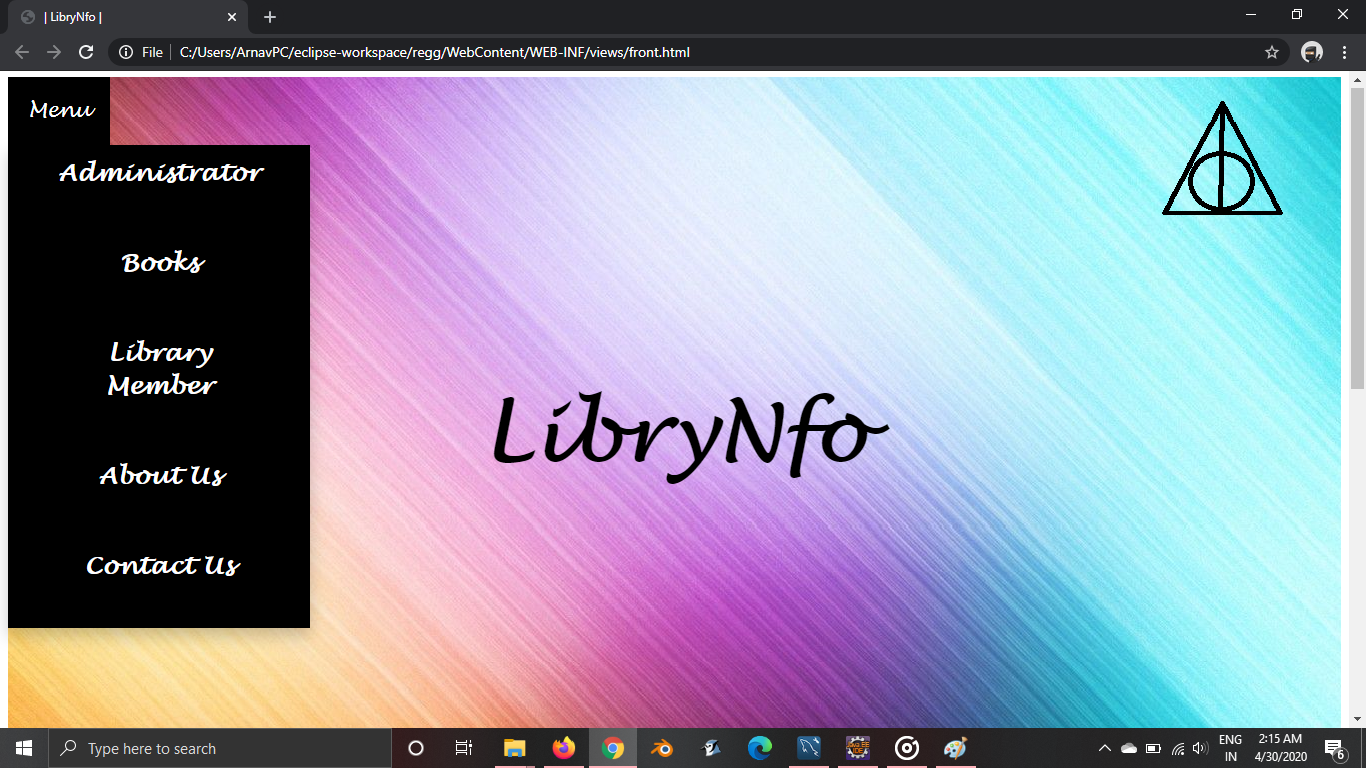 | LibryNfo |
File
C:/Users/ArnavPC/eclipse-workspace/regg/WebContent/WEB-INF/views/front.html
Menu
Administrator
Books
Library
Member
About Us
Contact Us
LibryNfo
Type here to search
ENG
IN
2:15 AM
4/30/2020
6